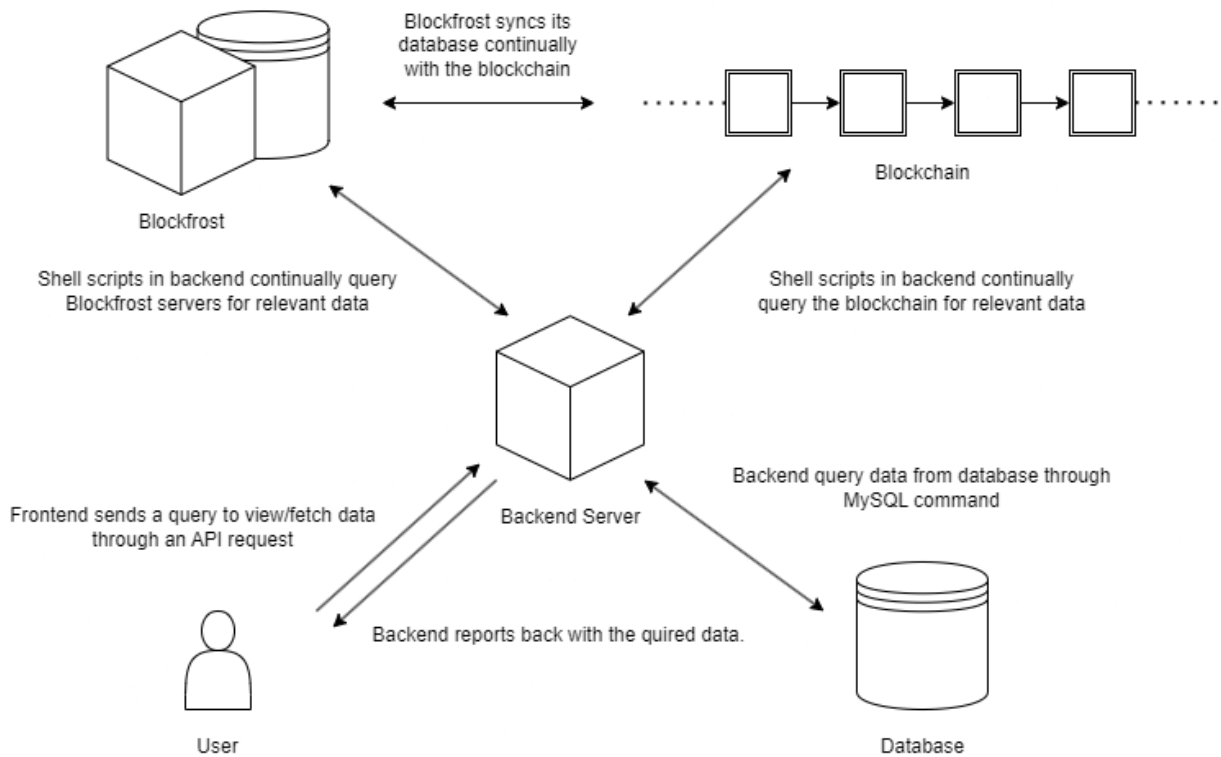 Blockfrost syncs its
database continually
with the blockchain
Blockchain
Blockfrost
Shell scripts in backend continually query
Blockfrost servers for relevant data
Shell scripts in backend continually
query the blockchain for relevant data
Backend query data from database through
MySQL command
Backend Server
Frontend sends a query to view/fetch data
through an API request
Backend reports back with the quired data.
User
Database